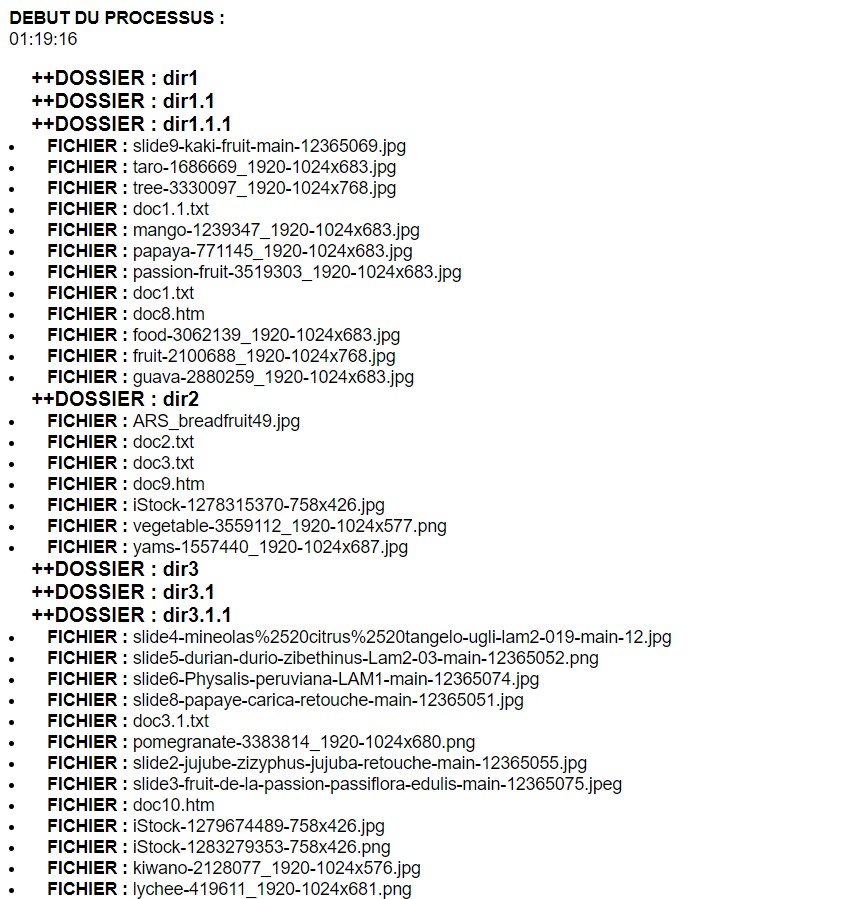 DEBUT DU PROCESSUS :
01:19:16
++DOSSIER : dir1
++DOSSIER : dir1.1
++DOSSIER : dir1.1.1
FICHIER : slide9-kaki-fruit-main-12365069.jpg
FICHIER : taro-1686669_1920-1024x683.jpg
FICHIER : tree-3330097_1920-1024x768.jpg
FICHIER : doc1.1.txt
FICHIER : mango-1239347_1920-1024x683.jpg
FICHIER : papaya-771145_1920-1024x683.jpg
FICHIER : passion-fruit-3519303_1920-1024x683.jpg
FICHIER : doc1.txt
FICHIER : doc8.htm
FICHIER : food-3062139_1920-1024x683.jpg
FICHIER : fruit-2100688_1920-1024x768.jpg
FICHIER : guava-2880259_1920-1024x683.jpg
++DOSSIER : dir2
FICHIER : ARS_breadfruit49.jpg
FICHIER : doc2.txt
FICHIER : doc3.txt
FICHIER : doc9.htm
FICHIER : iStock-1278315370-758x426.jpg
FICHIER : vegetable-3559112_1920-1024x577.png
FICHIER : yams-1557440_1920-1024x687.jpg
++DOSSIER : dir3
++DOSSIER : dir3.1
++DOSSIER : dir3.1.1
FICHIER : slide4-mineolas%2520citrus%2520tangelo-ugli-lam2-019-main-12.jpg
FICHIER : slide5-durian-durio-zibethinus-Lam2-03-main-12365052.png
FICHIER : slide6-Physalis-peruviana-LAM1-main-12365074.jpg
FICHIER : slide8-papaye-carica-retouche-main-12365051.jpg
FICHIER : doc3.1.txt
FICHIER : pomegranate-3383814_1920-1024x680.png
FICHIER : slide2-jujube-zizyphus-jujuba-retouche-main-12365055.jpg
FICHIER : slide3-fruit-de-la-passion-passiflora-edulis-main-12365075.jpeg
FICHIER : doc10.htm
FICHIER : iStock-1279674489-758x426.jpg
FICHIER : iStock-1283279353-758x426.png
FICHIER : kiwano-2128077_1920-1024x576.jpg
FICHIER : lychee-419611_1920-1024x681.png